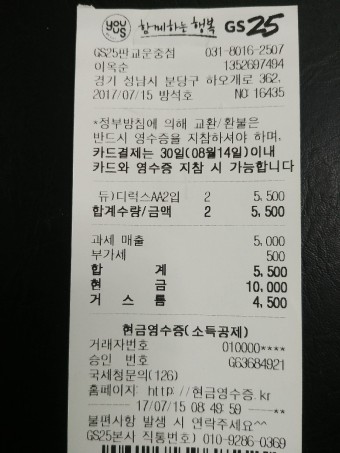 you us 함께하는 행복 GS25
GS25판교문중점 031-8016-2507
이옥순 1352697494
경기 성남시 분당구 하오개로 362,
2017/07/15 방석호 NO: 16435
*정부방침에 의해 교환/환불은
반드시 영수증을 지참하셔야 하며,
카드결제는 30일(08월14일)이내
카드와 영수증 지참 시 가능합니다
듀)디럭스AA2입 2 5,500
합계수량/금액 2 5,500
과세 매출 5,000
부가세 500
합 계 5,500
현 금 10,000
거 스 름 4,500
현금영수증(소득공제)
거래자번호 010000****
승인 번호 G63684921
국세청문의(126)
홈페이지: http://현금영수증.kr
17/07/15 08 49 59
불편사항 발생 시 연락주세요^^
GS25본사 직통번호) 010-9286-0369